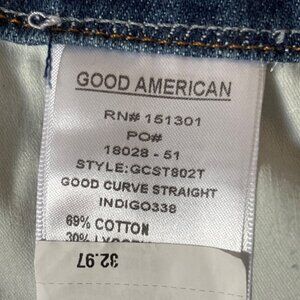 GOOD AMERICAN
RN# 151301
PO#
18028 - 51
STYLE:GCST802T
GOOD CURVE STRAIGHT
INDIGO338
69% COTTON
32.97